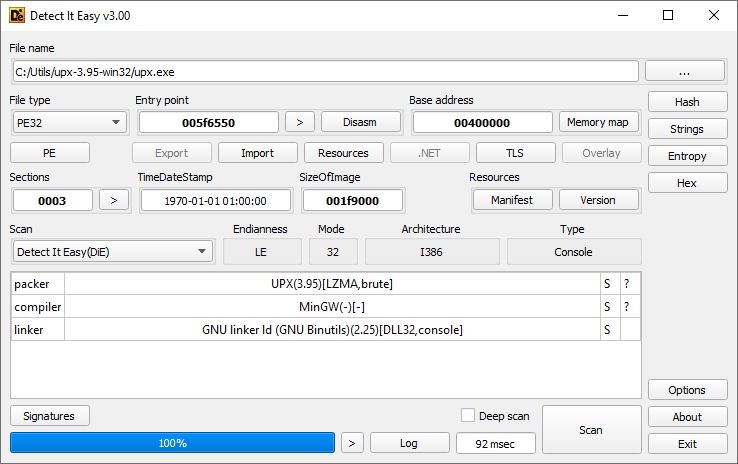 Detect It Easy v3.00
File name
C:/Utils/upx-3.95-win32/upx.exe ...
File type Entry point Base address Hash
PE32 005f6550 > Disasm 00400000 Memory map
Strings
PE Export Import Resources .NET TLS Overlay Entropy
Sections TimeDateStamp SizeOfImage Resources Hex
0003 > 1970-01-01 01:00:00 001f9000 Manifest Version
Scan Endianness Mode Architecture Type
Detect It Easy(DiE) LE 32 I386 Console
packer UPX(3.95)[LZMA,brute] S ?
compiler MinGW(-)[-] S ?
linker GNU linker ld (GNU Binutils)(2.25)[DLL32,console] S
Options
Signatures Deep scan Scan About
100% > Log 92 msec Exit